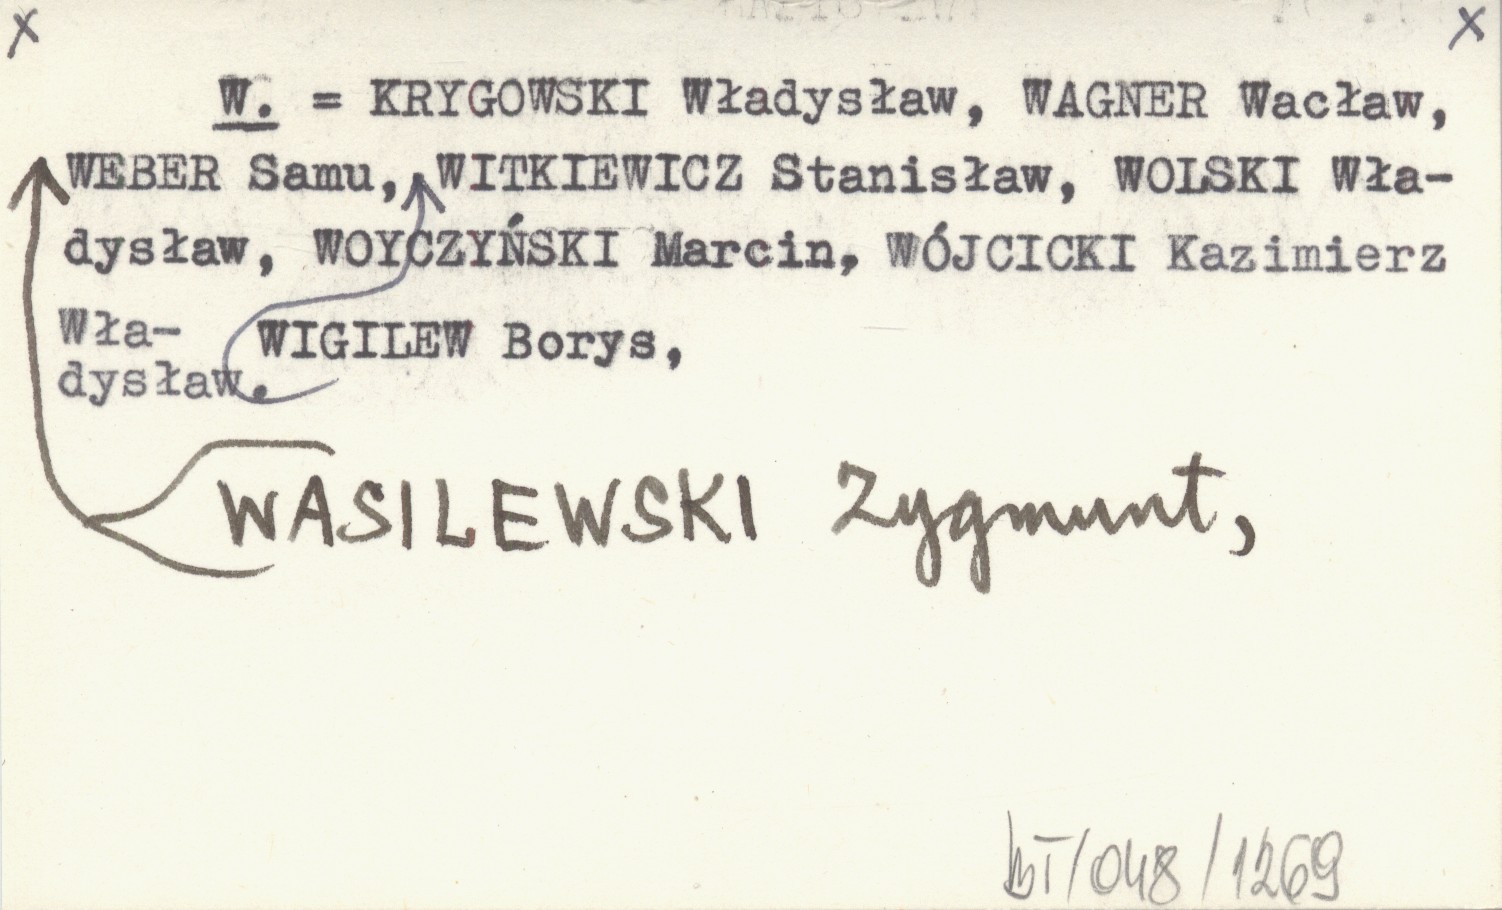 x x
W. = KRYGOWSKI Władysław, WAGNER Wacław,
WEBER Samu, WITKIEWICZ Stanisław, WOLSKI Wła-
dysław, WOYCZYŃSKI Marcin, WÓJCICKI Kazimierz
Wła- WIGILEW Borys,
dysław.
WASILEWSKI Zygmunt,
/048/1269